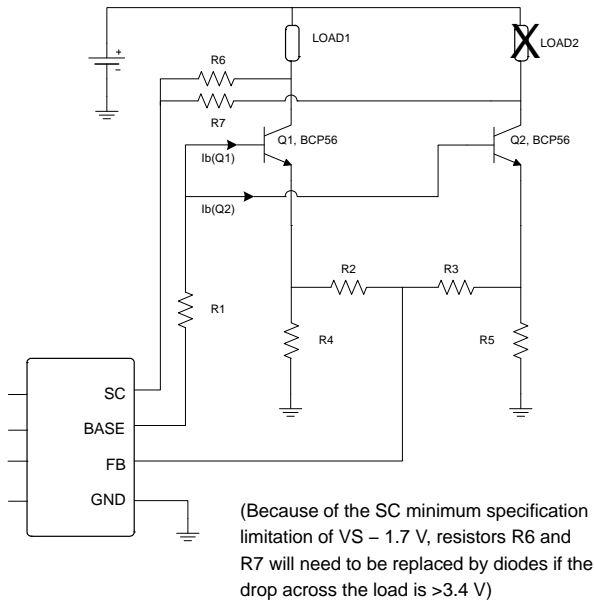 +
−
LOAD1
LOAD2
R6
R7
Q1, BCP56
Q2, BCP56
Ib(Q1)
Ib(Q2)
R2
R3
R1
R4
R5
SC
BASE
FB
GND
(Because of the SC minimum specification
limitation of VS – 1.7 V, resistors R6 and
R7 will need to be replaced by diodes if the
drop across the load is >3.4 V)